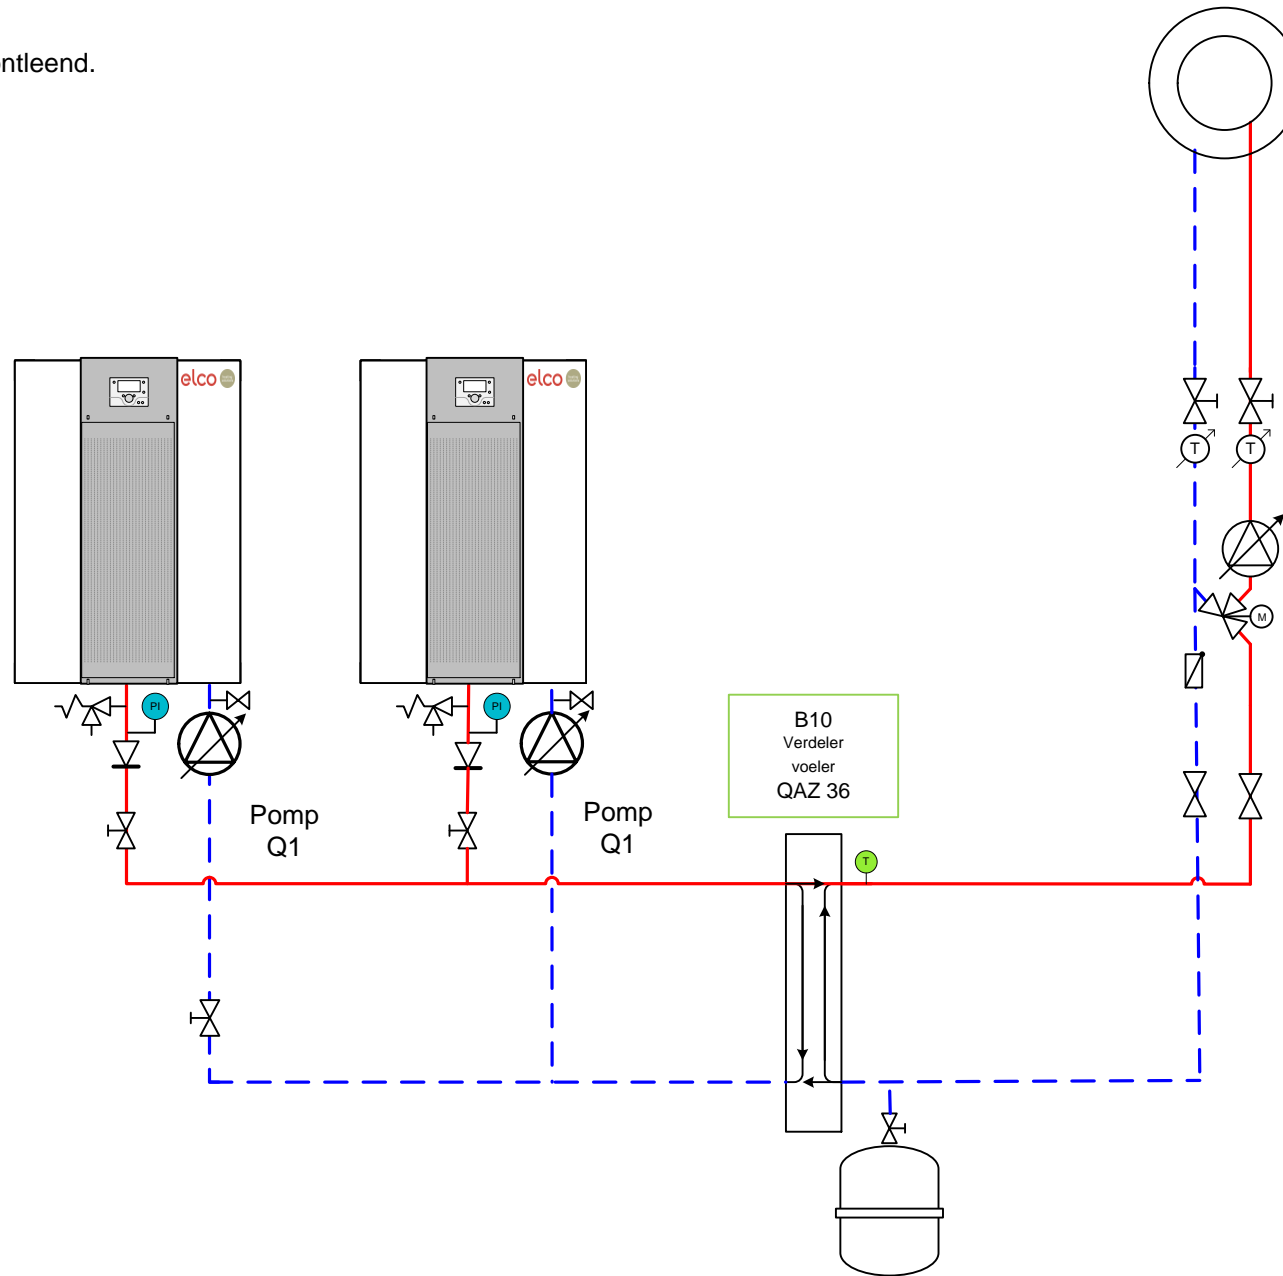 ntleend.
elco
elco
T
T
M
PI
PI
B10
Verdeler
voeler
QAZ 36
Pomp
Q1
Pomp
Q1
T